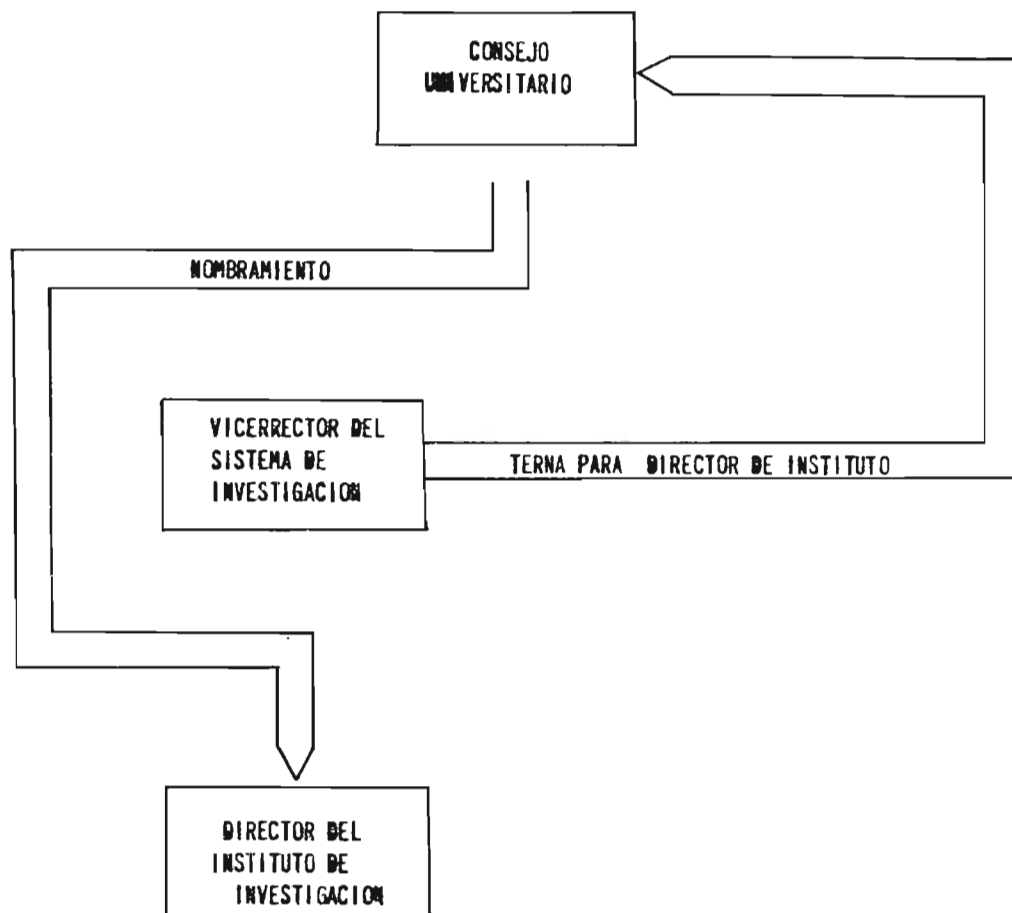 CONSEJO
UNIVERSITARIO
NOMBRAMIENTO
VICERRECTOR DEL
SISTEMA DE
INVESTIGACION
TERNA PARA DIRECTOR DE INSTITUTO
DIRECTOR DEL
INSTITUTO DE
INVESTIGACION